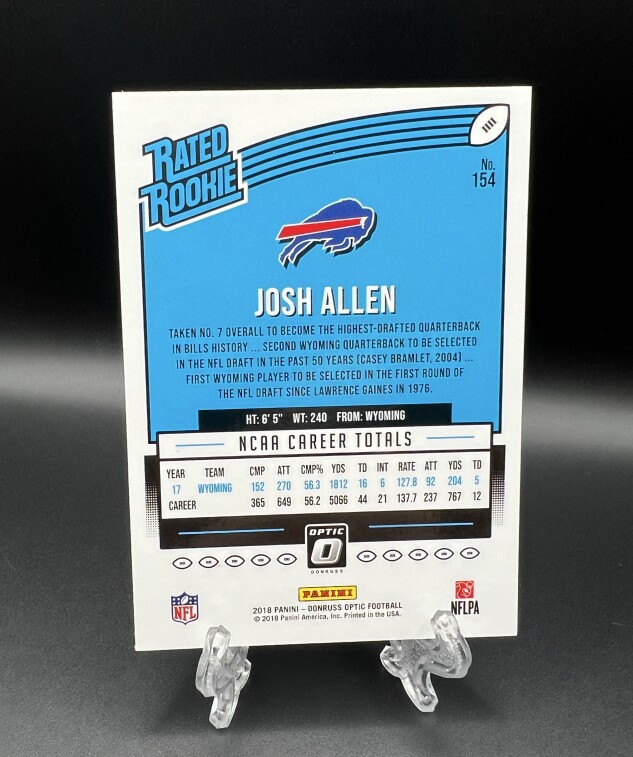 RATED
ROOKIE
No.
154
JOSH ALLEN
TAKEN NO. 7 OVERALL TO BECOME THE HIGHEST-DRAFTED QUARTERBACK
IN BILLS HISTORY ... SECOND WYOMING QUARTERBACK TO BE SELECTED
IN THE NFL DRAFT IN THE PAST 50 YEARS (CASEY BRAMLET, 2004) ...
FIRST WYOMING PLAYER TO BE SELECTED IN THE FIRST ROUND OF
THE NFL DRAFT SINCE LAWRENCE GAINES IN 1976.
HT: 6' 5" WT: 240 FROM: WYOMING
NCAA CAREER TOTALS
YEAR TEAM CMP ATT CMP% YDS TD INT RATE ATT YDS TD
17 WYOMING 152 270 56.3 1812 16 6 127.8 92 204 5
CAREER 365 649 56.2 5066 44 21 137.7 237 767 12
OPTIC
DONRUSS
PANINI
NFL
2018 PANINI – DONRUSS OPTIC FOOTBALL
© 2018 Panini America, Inc. Printed in the USA.
NFLPA